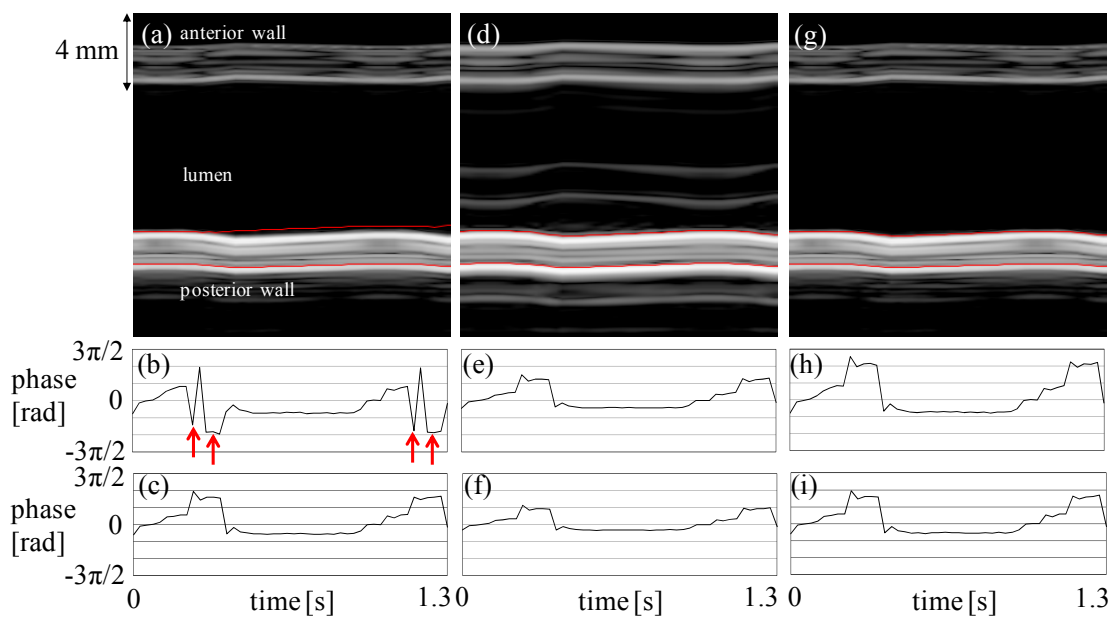 (a) anterior wall (d) (g)
4 mm
lumen
posterior wall
3π/2 (b) (e) (h)
phase 0
[rad]
-3π/2
3π/2 (c) (f) (i)
phase 0
[rad]
-3π/2
0 time [s] 1.3 0 time [s] 1.3 0 time [s] 1.3